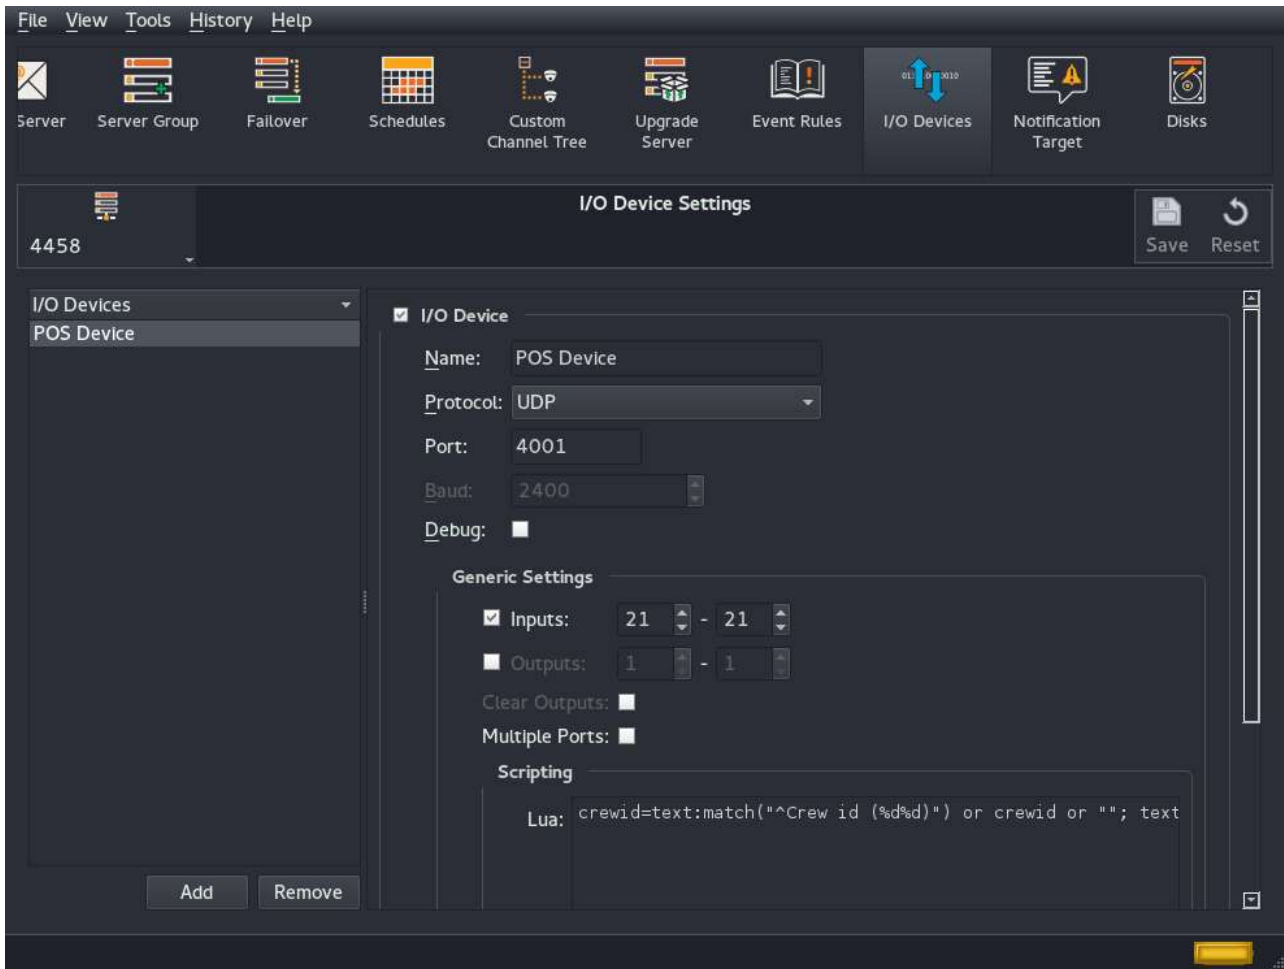 File View Tools History Help
Server
Server Group
Failover
Schedules
Custom
Channel Tree
Upgrade
Server
Event Rules
I/O Devices
Notification
Target
Disks
4458
I/O Device Settings
Save Reset
I/O Devices
POS Device
I/O Device
Name: POS Device
Protocol: UDP
Port: 4001
Baud: 2400
Debug:
Generic Settings
Inputs: 21 - 21
Outputs: 1 - 1
Clear Outputs:
Multiple Ports:
Scripting
Lua: crewid=text:match("^Crew id (%d%d)") or crewid or ""; text
Add Remove